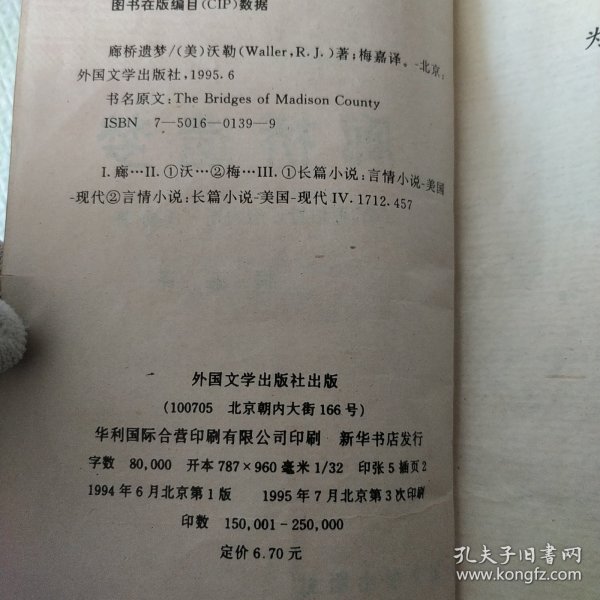 图书在版编目(CIP)数据
廊桥遗梦/(美)沃勒(Waller,R.J.)著;梅嘉译.-北京:
外国文学出版社,1995.6
书名原文:The Bridges of Madison County
ISBN 7—5016—0139—9
I.廊…II.①沃…②梅…III.①长篇小说:言情小说-美国
-现代②言情小说:长篇小说-美国-现代IV.1712.457
外国文学出版社出版
(100705 北京朝内大街166号)
华利国际合营印刷有限公司印刷 新华书店发行
字数 80,000 开本 787×960 毫米 1/32 印张 5 插页 2
1994年6月北京第1版 1995年7月北京第3次印刷
印数 150,001-250,000
定价 6.70 元
孔夫子旧书网
www.kongfz.com